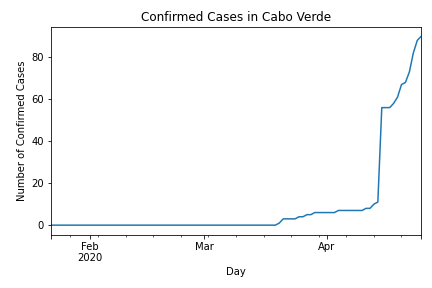 Confirmed Cases in Cabo Verde
Number of Confirmed Cases
80
60
40
20
0
Feb
2020
Mar
Apr
Day